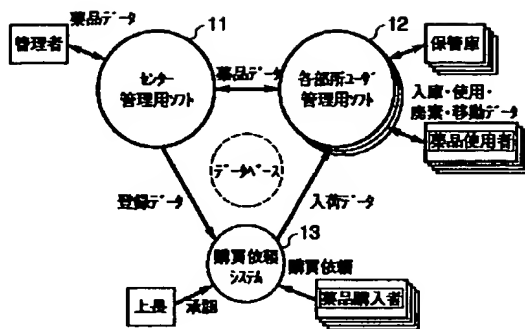 薬品データ
11
12
管理者
センター
管理用ソフト
薬品データ
各部所ユーザ
管理用ソフト
保管庫
入庫・使用・
廃棄・移動データ
薬品使用者
データベース
登録データ
入荷データ
13
購買依頼
システム
購買依頼
上長
承認
薬品購入者